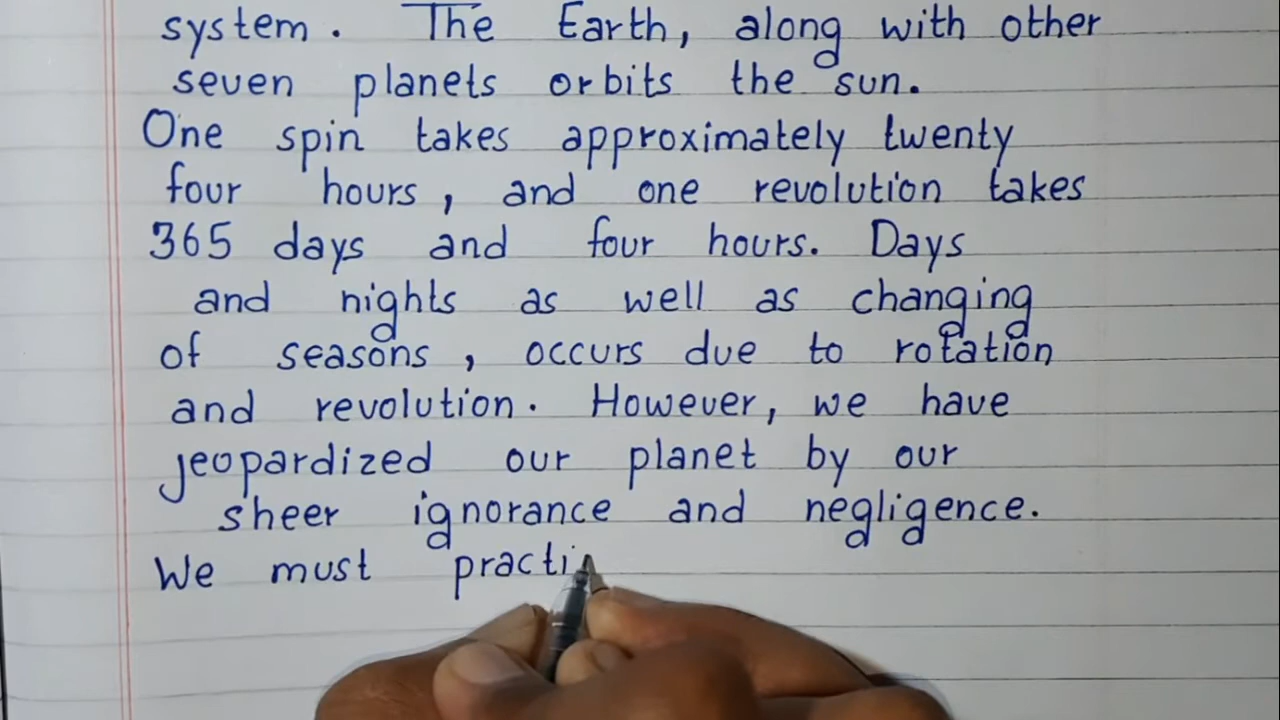 system. The Earth, along with other
seven planets orbits the sun.
One spin takes approximately twenty
four hours, and one revolution takes
365 days and four hours. Days
and nights as well as changing
of seasons, occurs due to rotation
and revolution. However, we have
jeopardized our planet by our
sheer ignorance and negligence.
We must practi